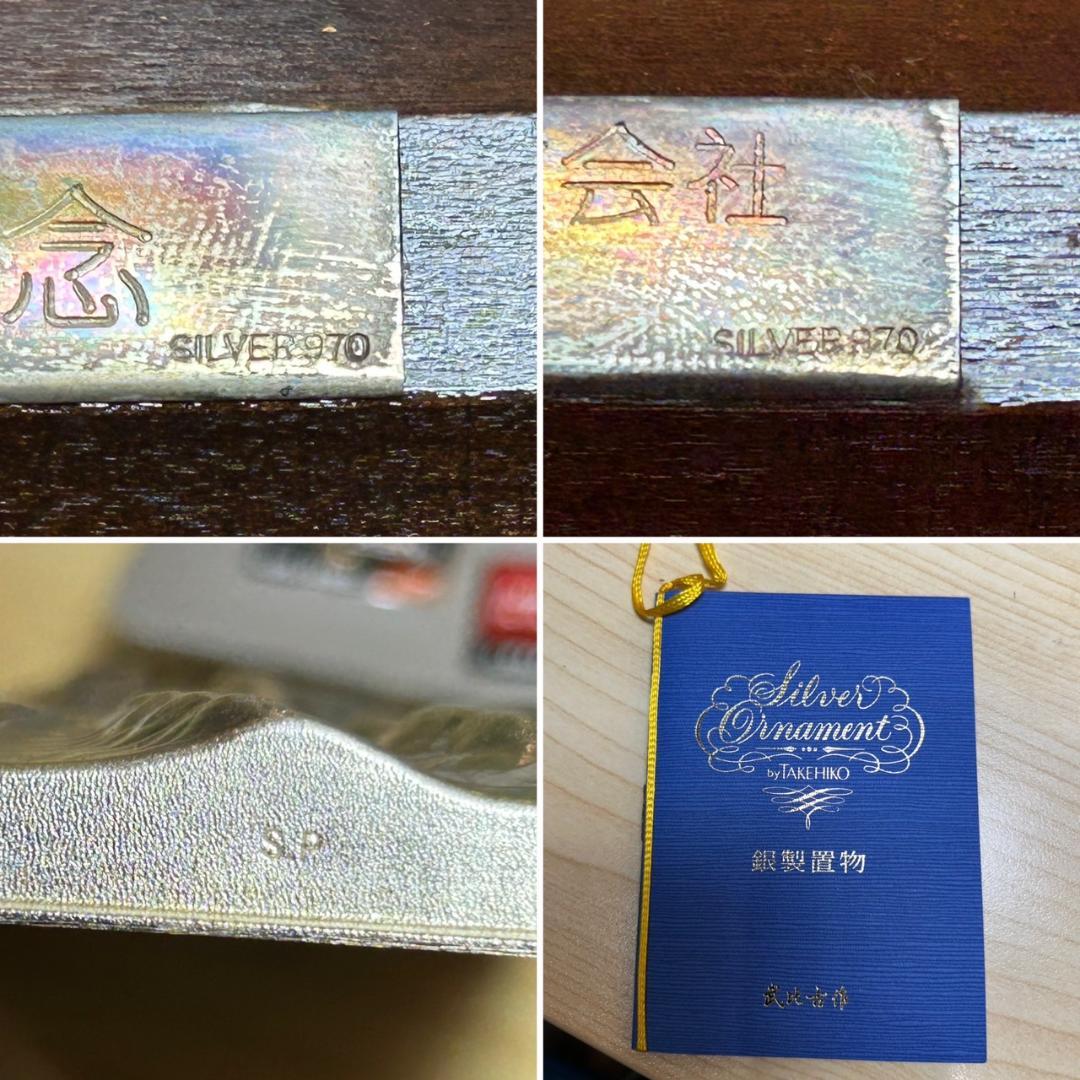 念
SILVER 970
会社
SILVER 970
S.P
Silver
Ornament
by TAKEHIKO
銀製置物
武比古作